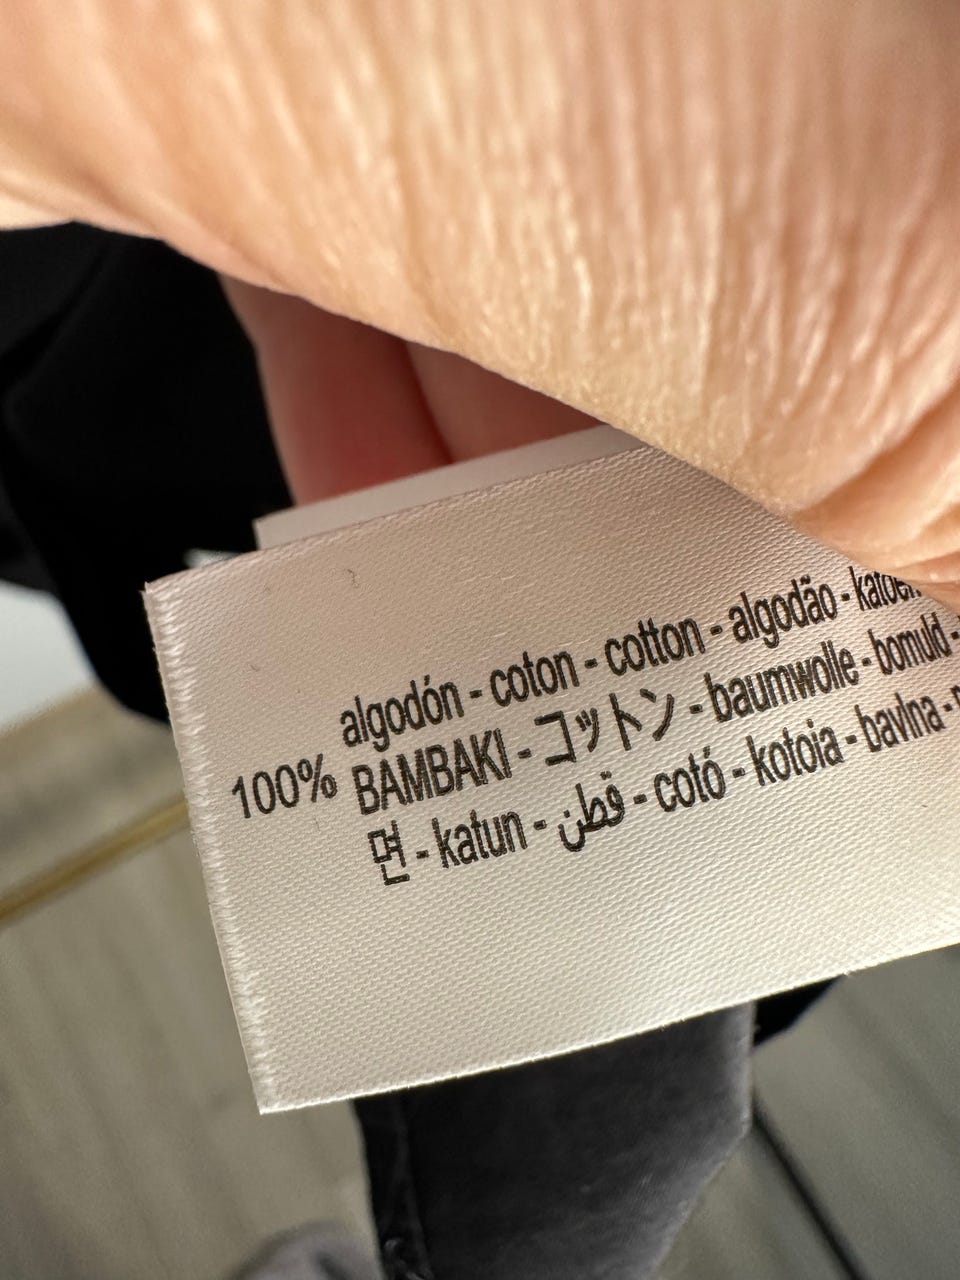 100%
algodón - coton - cotton - algodão - katoen
BAMBAKI - コットン - baumwolle - bomuld -
면 - katun - قطن - cotó - kotoia - bavlna -